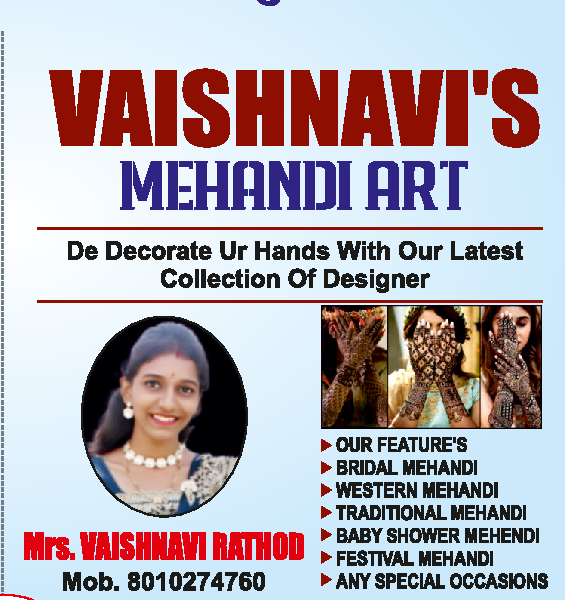 VAISHNAVI'S
MEHANDI ART
De Decorate Ur Hands With Our Latest
Collection Of Designer
OUR FEATURE'S
BRIDAL MEHANDI
WESTERN MEHANDI
TRADITIONAL MEHANDI
BABY SHOWER MEHENDI
FESTIVAL MEHANDI
ANY SPECIAL OCCASIONS
Mrs. VAISHNAVI RATHOD
Mob. 8010274760